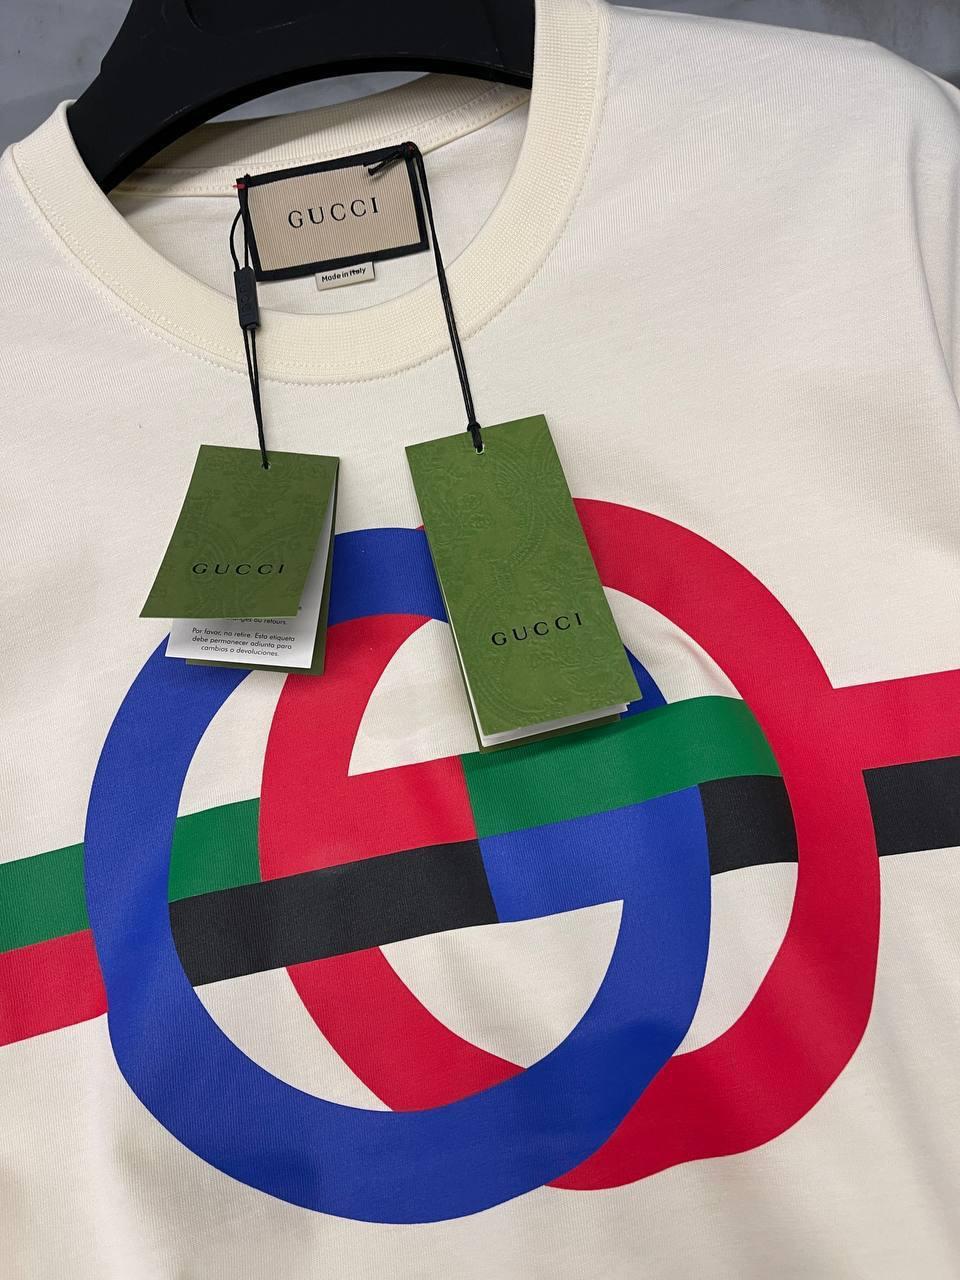 GUCCI
Made in Italy
GUCCI
GUCCI
ou retours.
Por favor, no retire. Esta etiqueta
debe permanecer adjunta para
cambios o devoluciones.